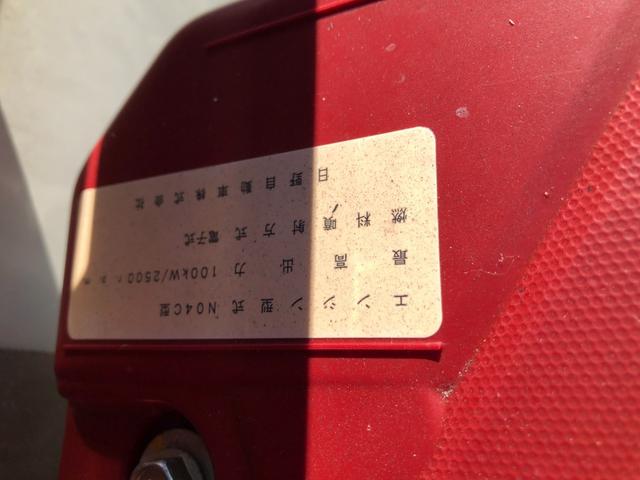 エンジン型式 N04C型
最高出力 100kW/2500r.p.m
燃料噴射方式 電子式
日野自動車株式会社